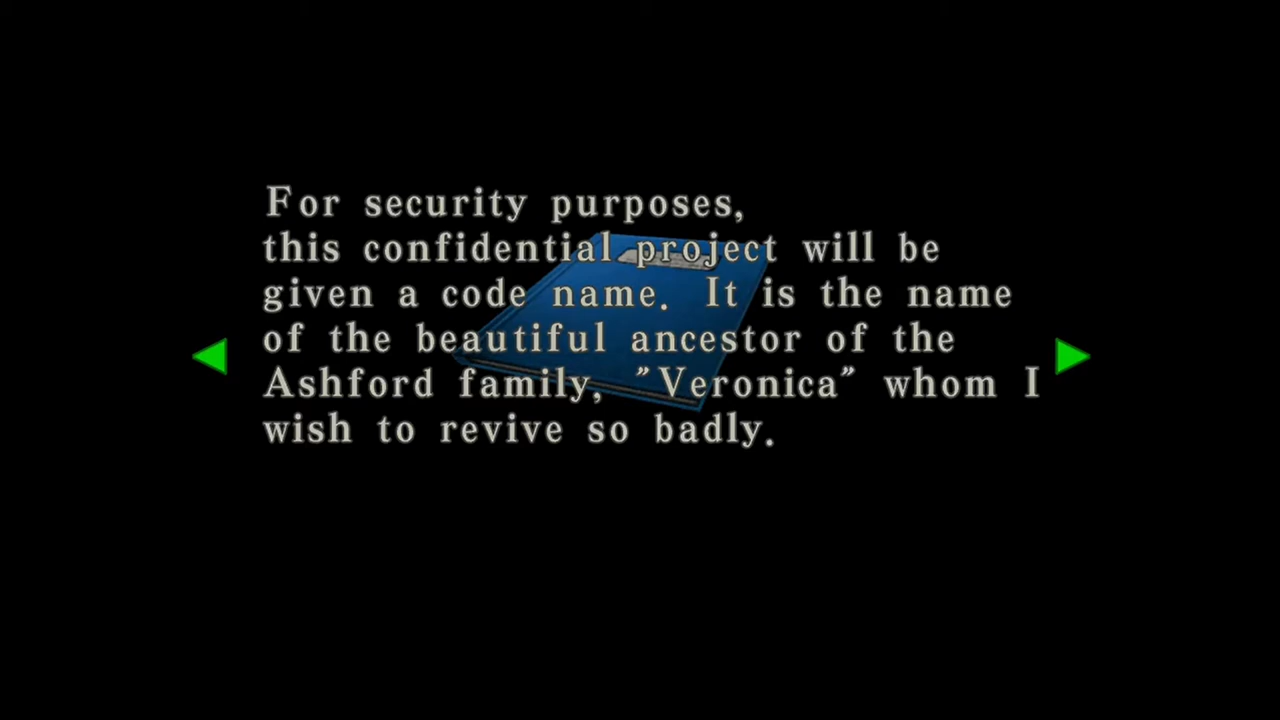 For security purposes,
this confidential project will be
given a code name. It is the name
of the beautiful ancestor of the
Ashford family, "Veronica" whom I
wish to revive so badly.